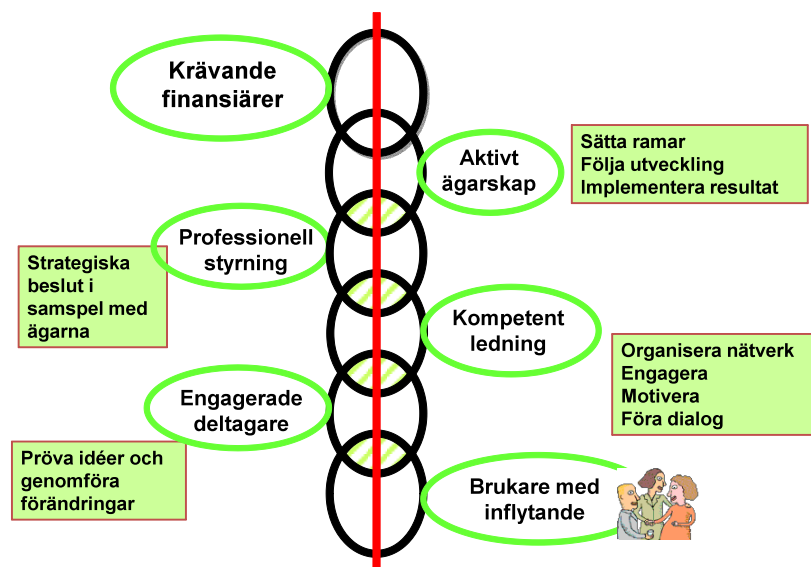 Krävande
finansiärer
Aktivt
ägarskap
Sätta ramar
Följa utveckling
Implementera resultat
Professionell
styrning
Strategiska
beslut i
samspel med
ägarna
Kompetent
ledning
Organisera nätverk
Engagera
Motivera
Föra dialog
Engagerade
deltagare
Pröva idéer och
genomföra
förändringar
Brukare med
inflytande